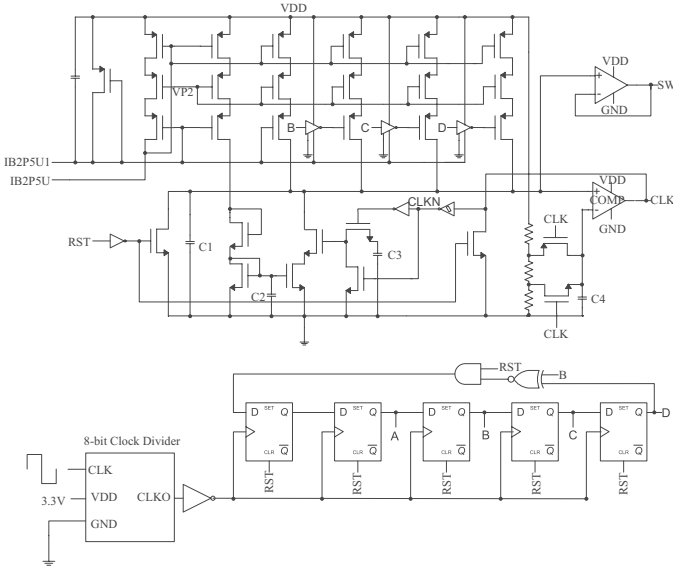 VDD
VDD
SW
GND
VP2
B
C
D
IB2P5U1
IB2P5U
VDD
COMP
CLK
GND
CLKN
CLK
RST
C1
C3
C2
C4
CLK
RST
B
D SET Q
CLR Q
D SET Q
CLR Q
D SET Q
CLR Q
D SET Q
CLR Q
D SET Q
CLR Q
D
A
B
C
RST
RST
RST
RST
RST
8-bit Clock Divider
CLK
3.3V
VDD
CLKO
GND